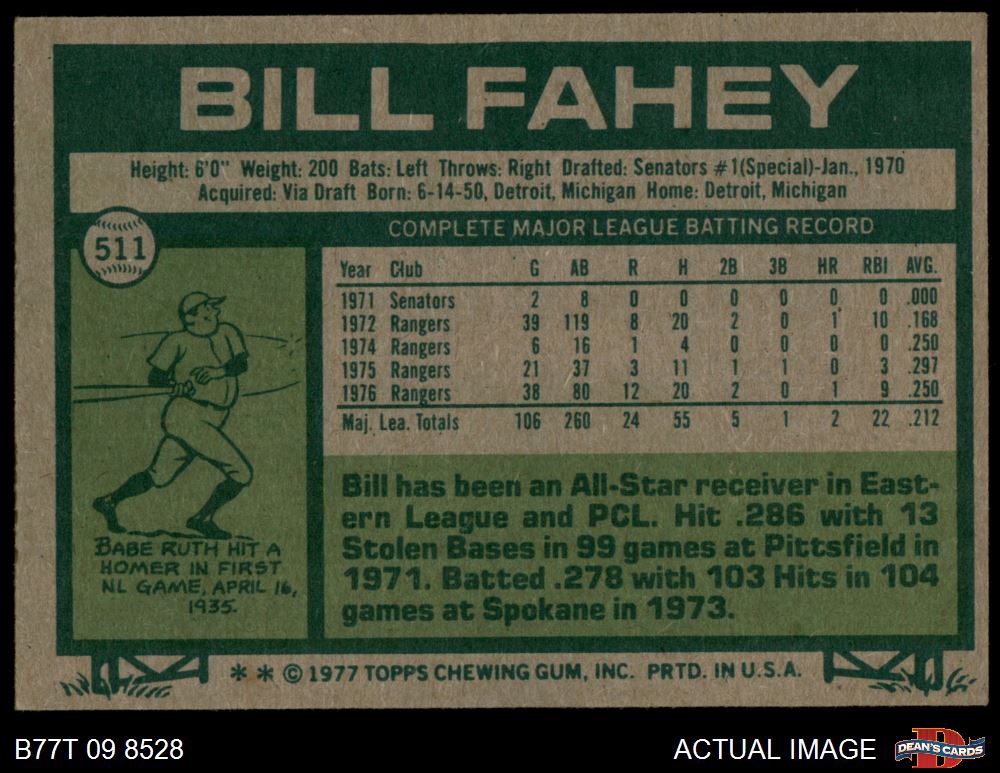 BILL FAHEY
Height: 6'0" Weight: 200 Bats: Left Throws: Right Drafted: Senators #1(Special)-Jan., 1970
Acquired: Via Draft Born: 6-14-50, Detroit, Michigan Home: Detroit, Michigan
511
COMPLETE MAJOR LEAGUE BATTING RECORD
Year Club G AB R H 2B 3B HR RBI AVG.
1971 Senators 2 8 0 0 0 0 0 0 .000
1972 Rangers 39 119 8 20 2 0 1 10 .168
1974 Rangers 6 16 1 4 0 0 0 0 .250
1975 Rangers 21 37 3 11 1 1 0 3 .297
1976 Rangers 38 80 12 20 2 0 1 9 .250
Maj. Lea. Totals 106 260 24 55 5 1 2 22 .212
BABE RUTH HIT A
HOMER IN FIRST
NL GAME, APRIL 16,
1935.
Bill has been an All-Star receiver in East-
ern League and PCL. Hit .286 with 13
Stolen Bases in 99 games at Pittsfield in
1971. Batted .278 with 103 Hits in 104
games at Spokane in 1973.
* * © 1977 TOPPS CHEWING GUM, INC. PRTD. IN U.S.A.
B77T 09 8528
ACTUAL IMAGE
D
DEAN'S CARDS